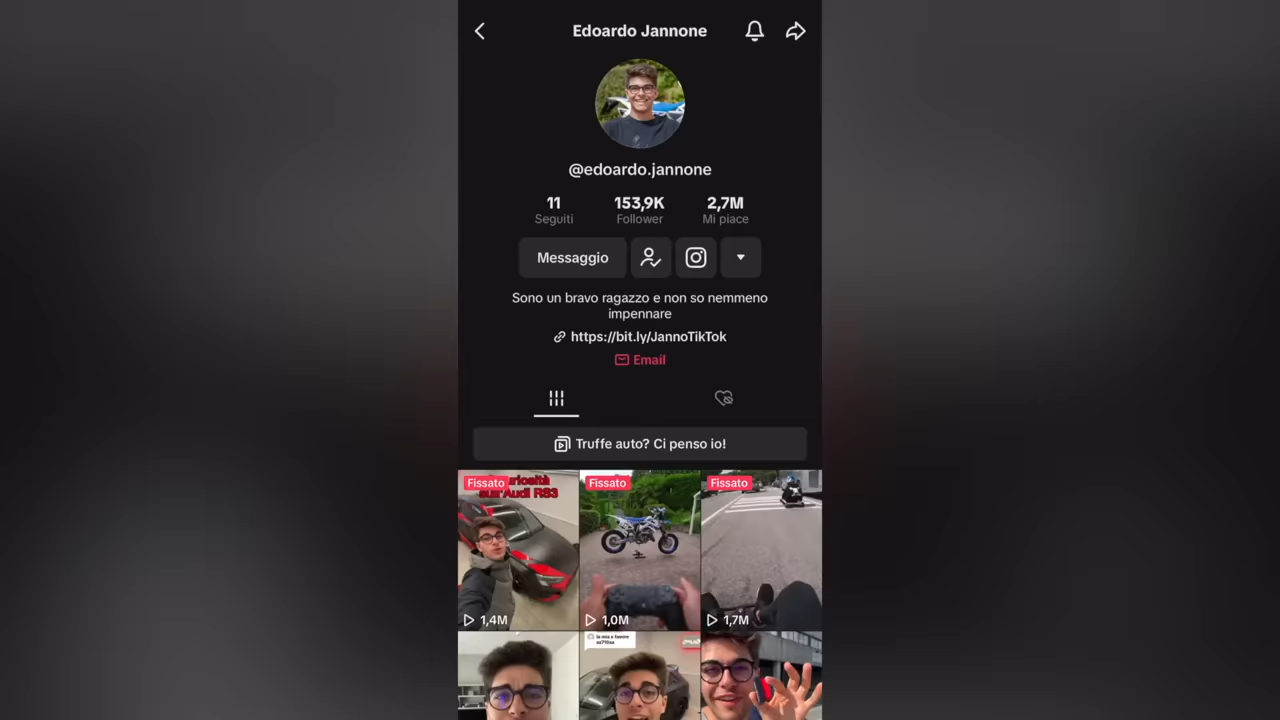 Edoardo Jannone
@edoardo.jannone
11 153,9K 2,7M
Seguiti Follower Mi piace
Messaggio
Sono un bravo ragazzo e non so nemmeno
impennare
https://bit.ly/JannoTikTok
Email
Truffe auto? Ci penso io!
Fissato Fissato Fissato
sull'Audi RS3
1,4M 1,0M 1,7M